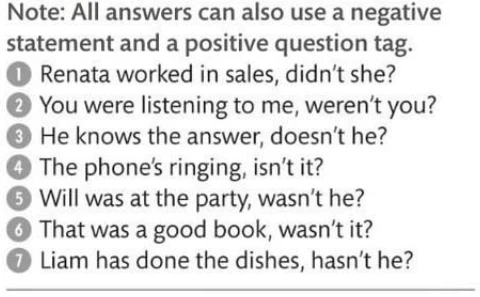 Note: All answers can also use a negative
statement and a positive question tag.
1 Renata worked in sales, didn't she?
2 You were listening to me, weren't you?
3 He knows the answer, doesn't he?
4 The phone's ringing, isn't it?
5 Will was at the party, wasn't he?
6 That was a good book, wasn't it?
7 Liam has done the dishes, hasn't he?